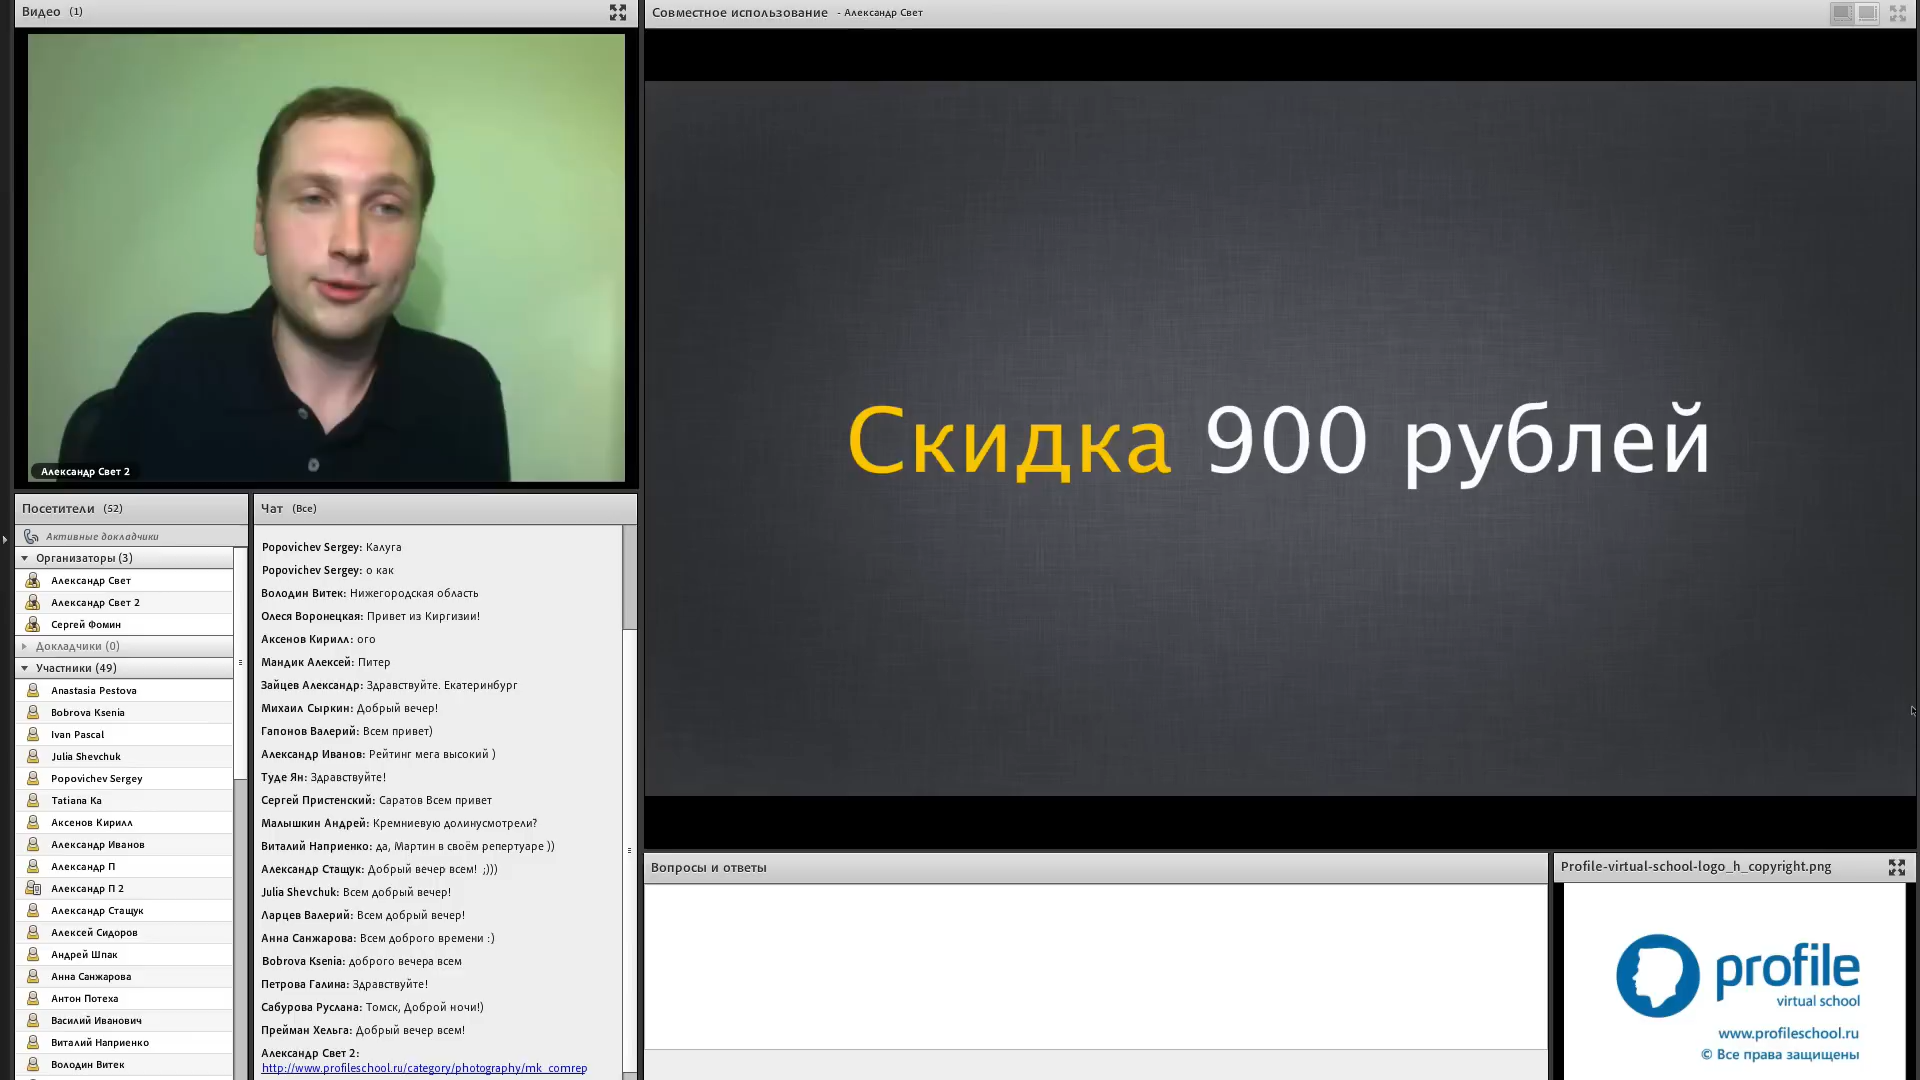 Видео (1)
Александр Свет 2
Посетители (52)
Активные докладчики
Организаторы (3)
Александр Свет
Александр Свет 2
Сергей Фомин
Докладчики (0)
Участники (49)
Anastasia Pestova
Bobrova Ksenia
Ivan Pascal
Julia Shevchuk
Popovichev Sergey
Tatiana Ka
Аксенов Кирилл
Александр Иванов
Александр П
Александр П 2
Александр Стащук
Алексей Сидоров
Андрей Шпак
Анна Санжарова
Антон Потеха
Василий Иванович
Виталий Наприенко
Володин Витек
Чат (Все)
Popovichev Sergey: Калуга
Popovichev Sergey: о как
Володин Витек: Нижегородская область
Олеся Воронецкая: Привет из Киргизии!
Аксенов Кирилл: ого
Мандик Алексей: Питер
Зайцев Александр: Здравствуйте. Екатеринбург
Михаил Сыркин: Добрый вечер!
Гапонов Валерий: Всем привет)
Александр Иванов: Рейтинг мега высокий )
Туде Ян: Здравствуйте!
Сергей Пристенский: Саратов Всем привет
Малышкин Андрей: Кремниевую долинусмотрели?
Виталий Наприенко: да, Мартин в своём репертуаре ))
Александр Стащук: Добрый вечер всем! ;)))
Julia Shevchuk: Всем добрый вечер!
Ларцев Валерий: Всем добрый вечер!
Анна Санжарова: Всем доброго времени :)
Bobrova Ksenia: доброго вечера всем
Петрова Галина: Здравствуйте!
Сабурова Руслана: Томск, Доброй ночи!)
Прейман Хельга: Добрый вечер всем!
Александр Свет 2:
http://www.profileschool.ru/category/photography/mk_comrep
Совместное использование - Александр Свет
Скидка 900 рублей
Вопросы и ответы
Profile-virtual-school-logo_h_copyright.png
profile
virtual school
www.profileschool.ru
© Все права защищены